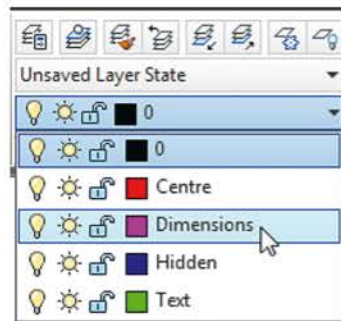 Unsaved Layer State
0
0
Centre
Dimensions
Hidden
Text